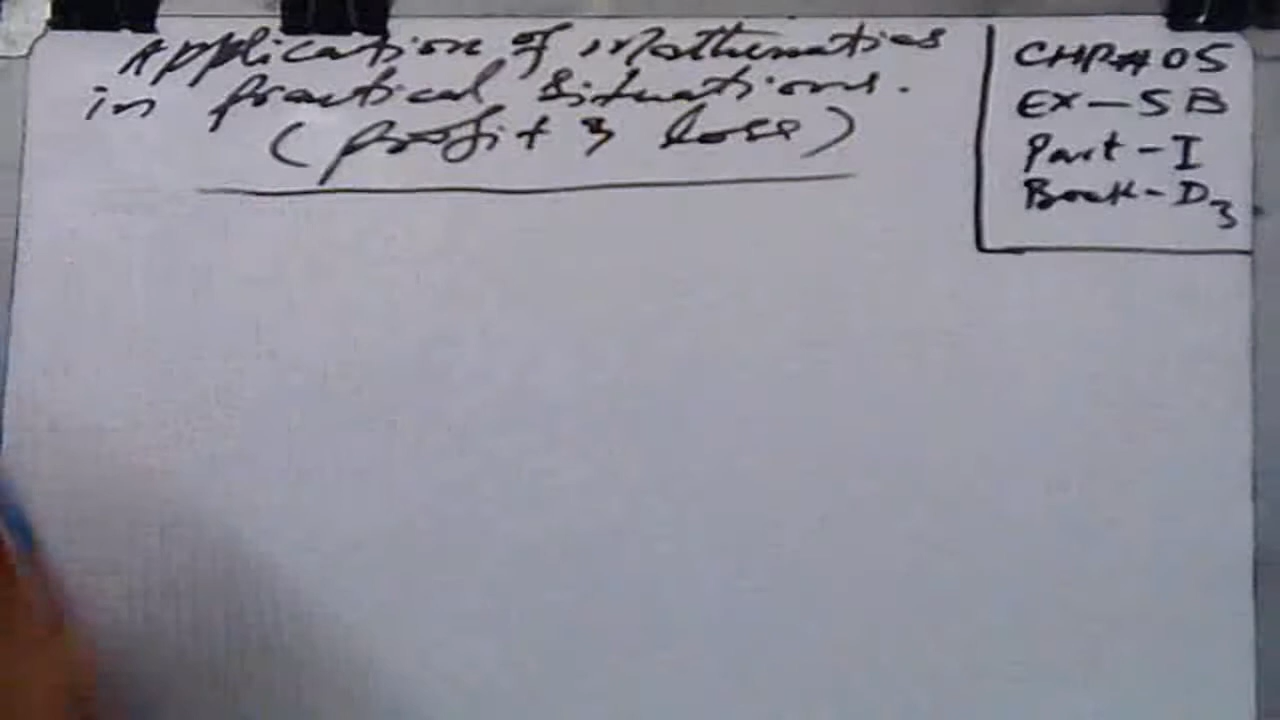 Application of Mathematics
in practical situations.
(profit & loss)
CHP# 05
EX-5B
Part-I
Book-D3